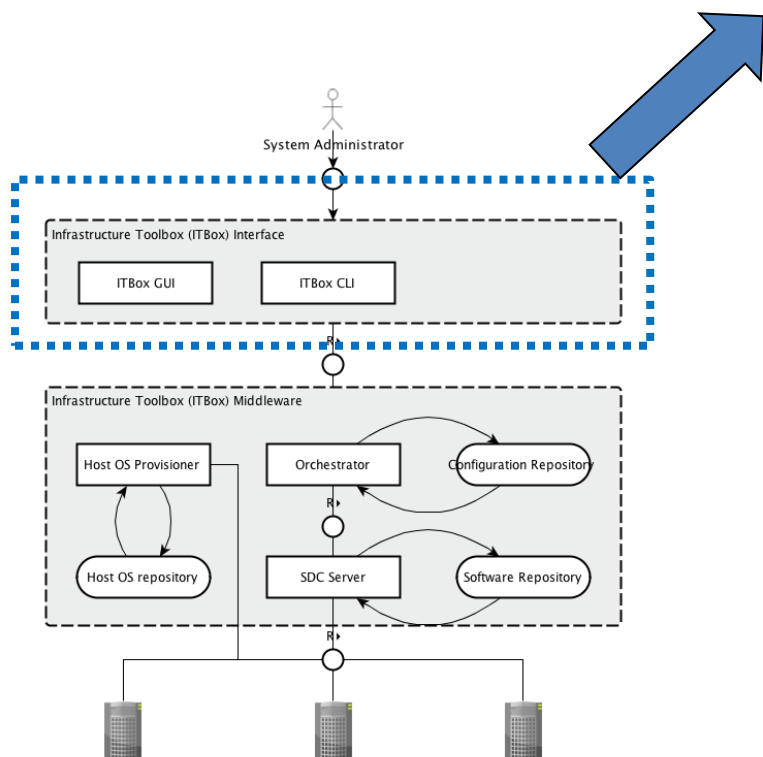 System Administrator
Infrastructure Toolbox (ITBox) Interface
ITBox GUI
ITBox CLI
R
Infrastructure Toolbox (ITBox) Middleware
Host OS Provisioner
Orchestrator
Configuration Repository
R
Host OS repository
SDC Server
Software Repository
R